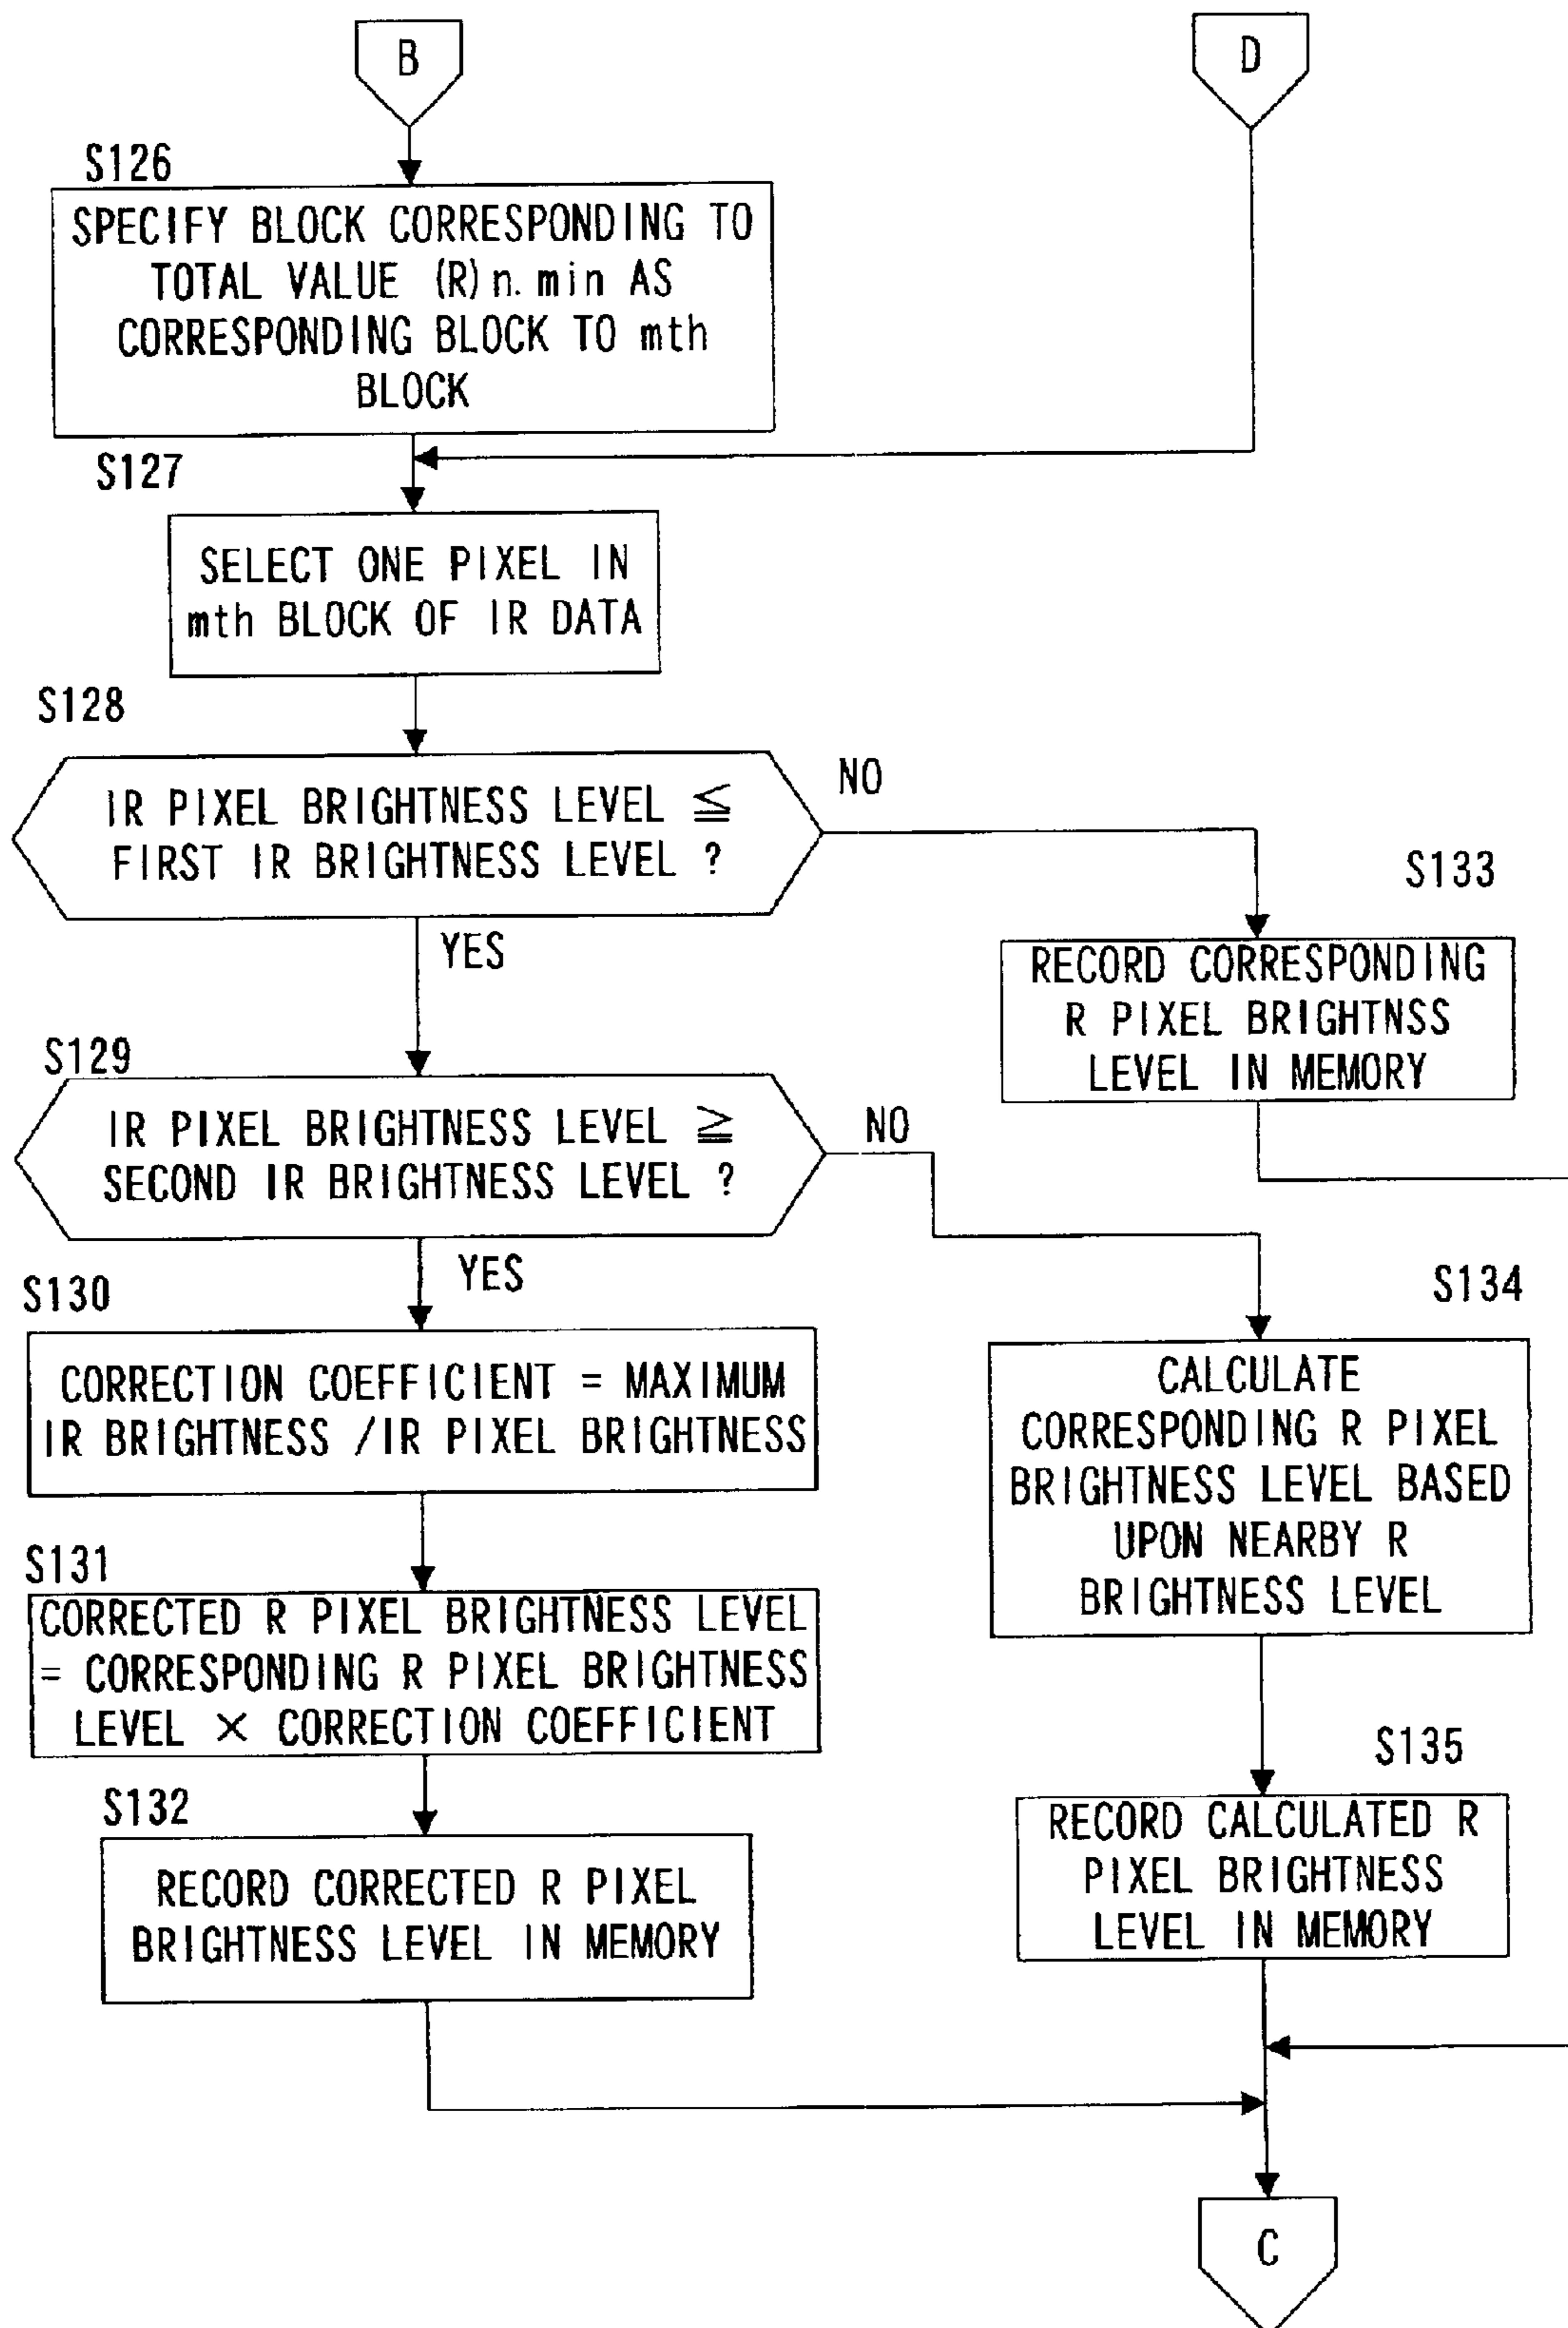 B
D
S126
SPECIFY BLOCK CORRESPONDING TO
TOTAL VALUE (R)n.min AS
CORRESPONDING BLOCK TO mth
BLOCK
S127
SELECT ONE PIXEL IN
mth BLOCK OF IR DATA
S128
IR PIXEL BRIGHTNESS LEVEL ≦
FIRST IR BRIGHTNESS LEVEL ?
NO
YES
S133
RECORD CORRESPONDING
R PIXEL BRIGHTNSS
LEVEL IN MEMORY
S129
IR PIXEL BRIGHTNESS LEVEL ≧
SECOND IR BRIGHTNESS LEVEL ?
NO
YES
S130
CORRECTION COEFFICIENT = MAXIMUM
IR BRIGHTNESS /IR PIXEL BRIGHTNESS
S134
CALCULATE
CORRESPONDING R PIXEL
BRIGHTNESS LEVEL BASED
UPON NEARBY R
BRIGHTNESS LEVEL
S131
CORRECTED R PIXEL BRIGHTNESS LEVEL
= CORRESPONDING R PIXEL BRIGHTNESS
LEVEL × CORRECTION COEFFICIENT
S132
RECORD CORRECTED R PIXEL
BRIGHTNESS LEVEL IN MEMORY
S135
RECORD CALCULATED R
PIXEL BRIGHTNESS
LEVEL IN MEMORY
C